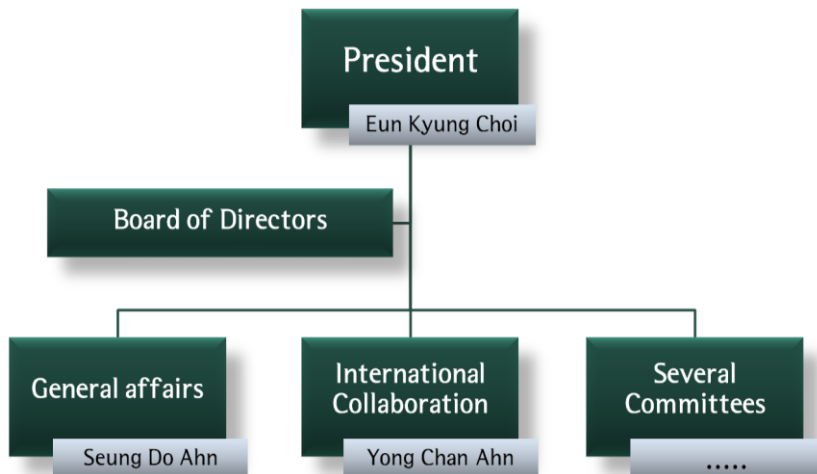 President
Eun Kyung Choi
Board of Directors
General affairs
Seung Do Ahn
International
Collaboration
Yong Chan Ahn
Several
Committees
.....